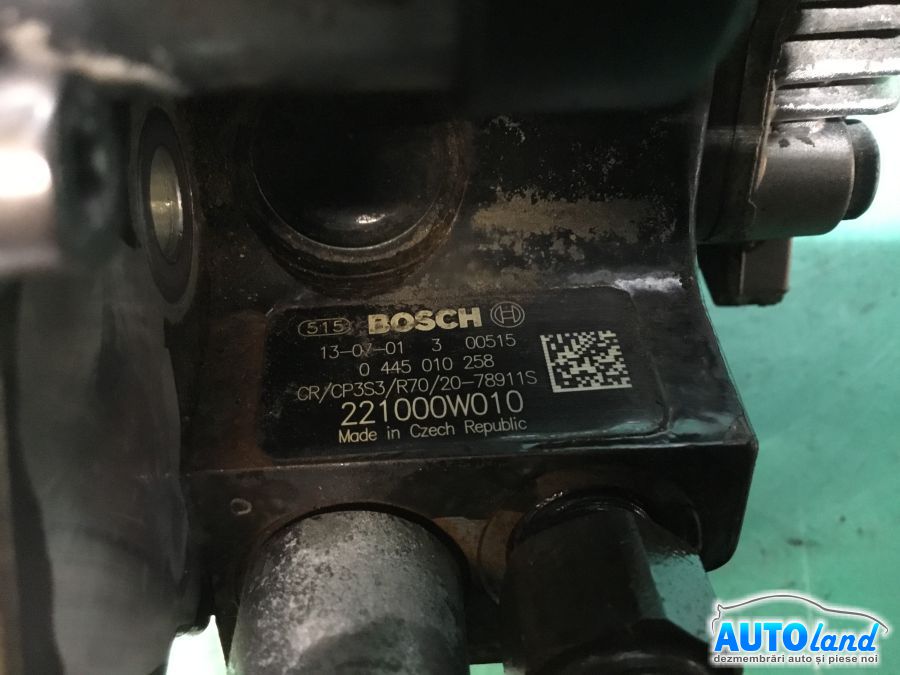 515 BOSCH
13-07-01 3 00515
0 445 010 258
CR/CP3S3/R70/20-78911S
221000W010
Made in Czech Republic
AUTOland
dezmembrări auto și piese noi